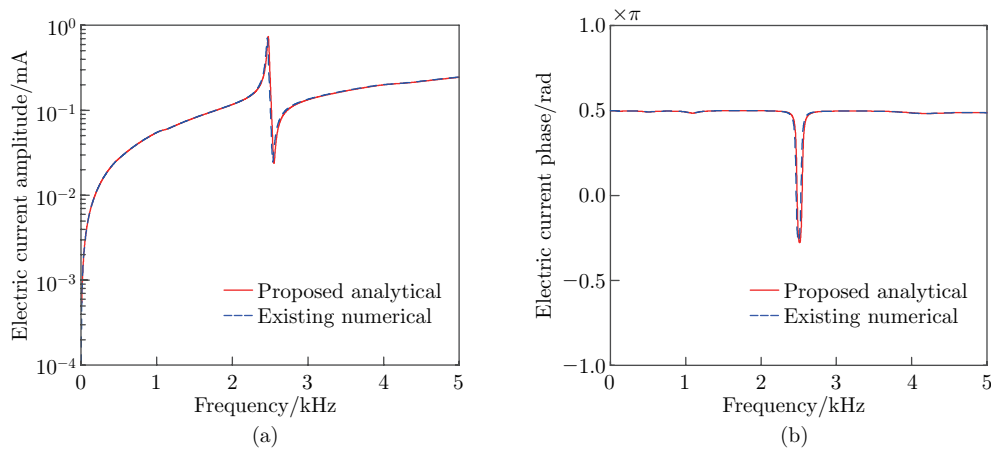 10⁰
10⁻¹
10⁻²
10⁻³
10⁻⁴
Electric current amplitude/mA
Proposed analytical
Existing numerical
0 1 2 3 4 5
Frequency/kHz
(a)
×π
1.0
0.5
0.0
−0.5
−1.0
Electric current phase/rad
Proposed analytical
Existing numerical
0 1 2 3 4 5
Frequency/kHz
(b)